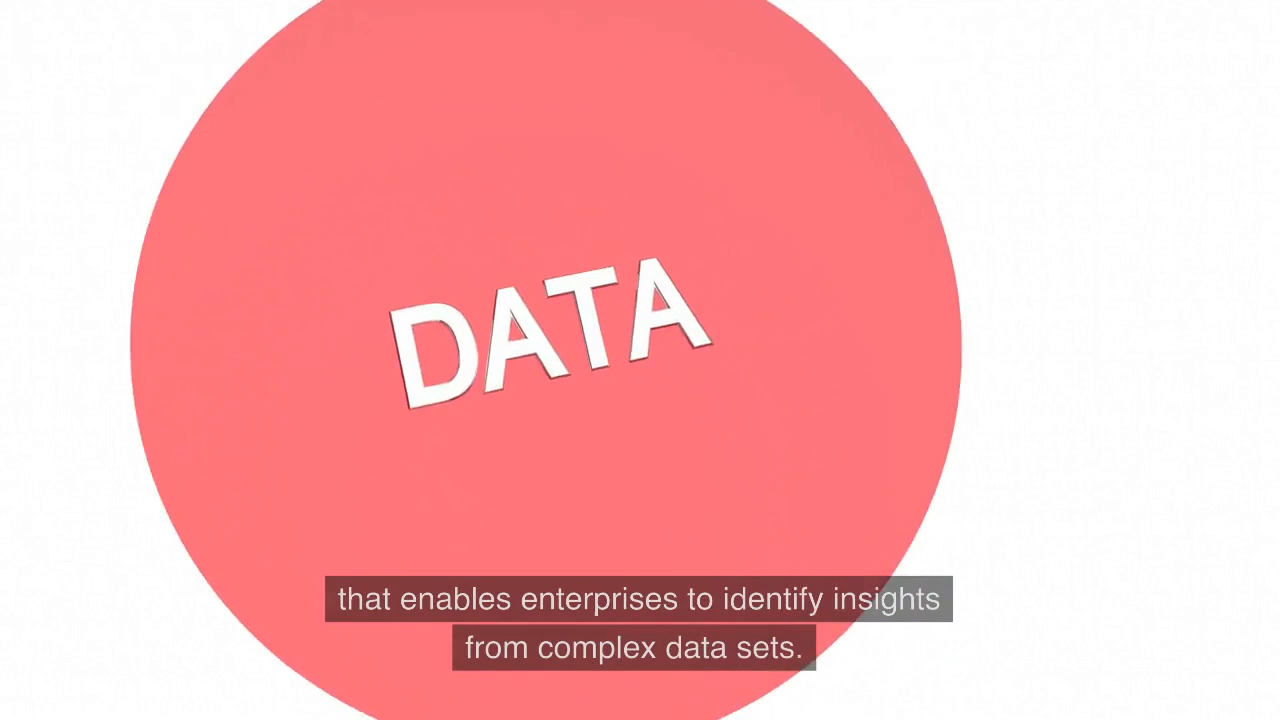 DATA
that enables enterprises to identify insights
from complex data sets.